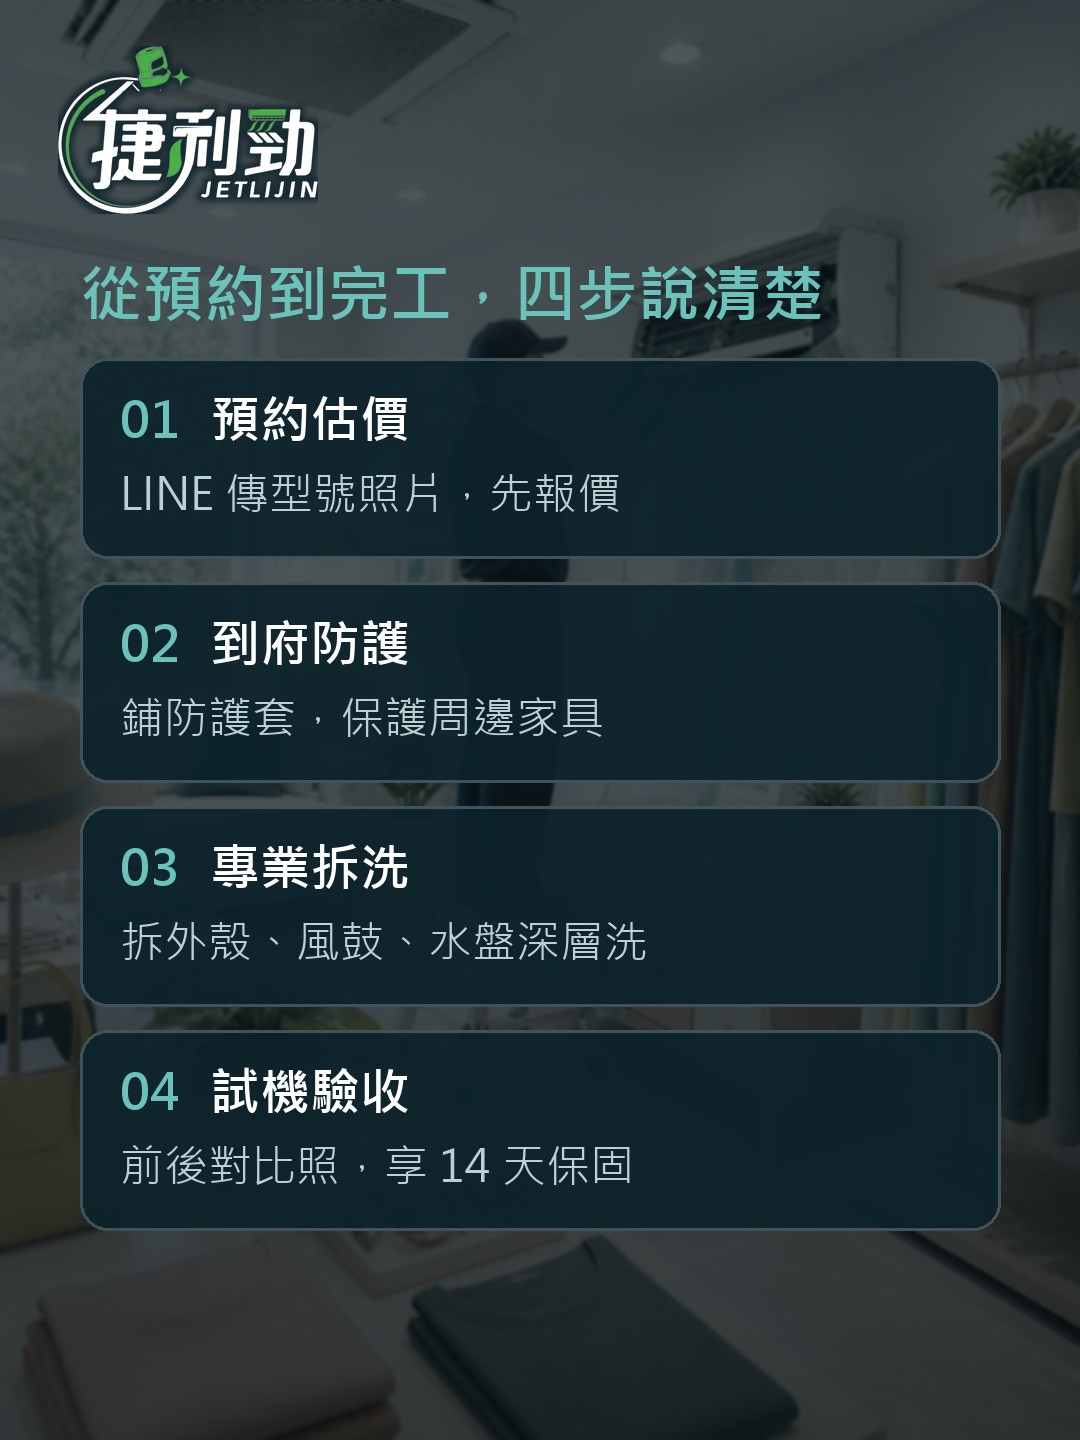 捷利勁
JETLIJIN
從預約到完工，四步說清楚
01 預約估價
LINE 傳型號照片，先報價
02 到府防護
鋪防護套，保護周邊家具
03 專業拆洗
拆外殼、風鼓、水盤深層洗
04 試機驗收
前後對比照，享 14 天保固